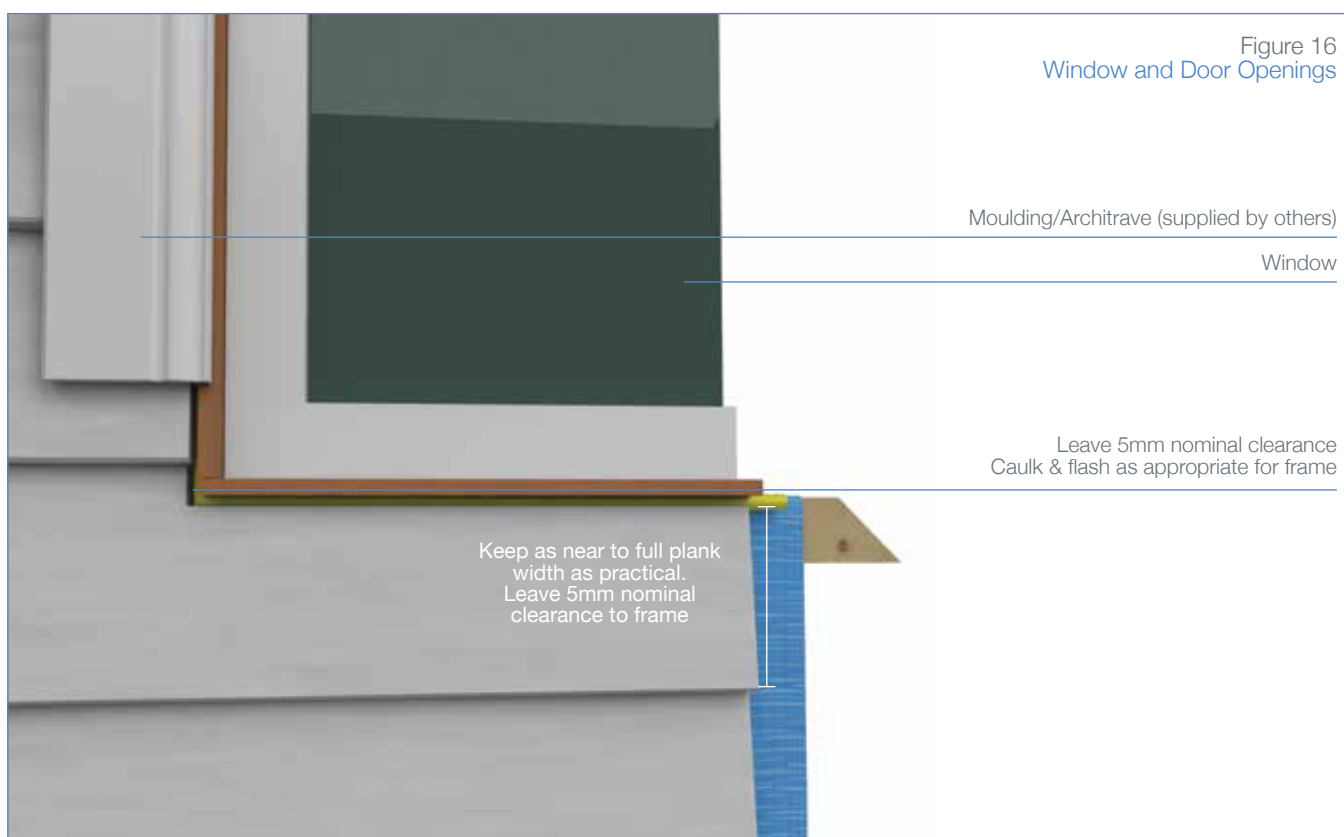 Figure 16
Window and Door Openings
Moulding/Architrave (supplied by others)
Window
Leave 5mm nominal clearance
Caulk & flash as appropriate for frame
Keep as near to full plank
width as practical.
Leave 5mm nominal
clearance to frame